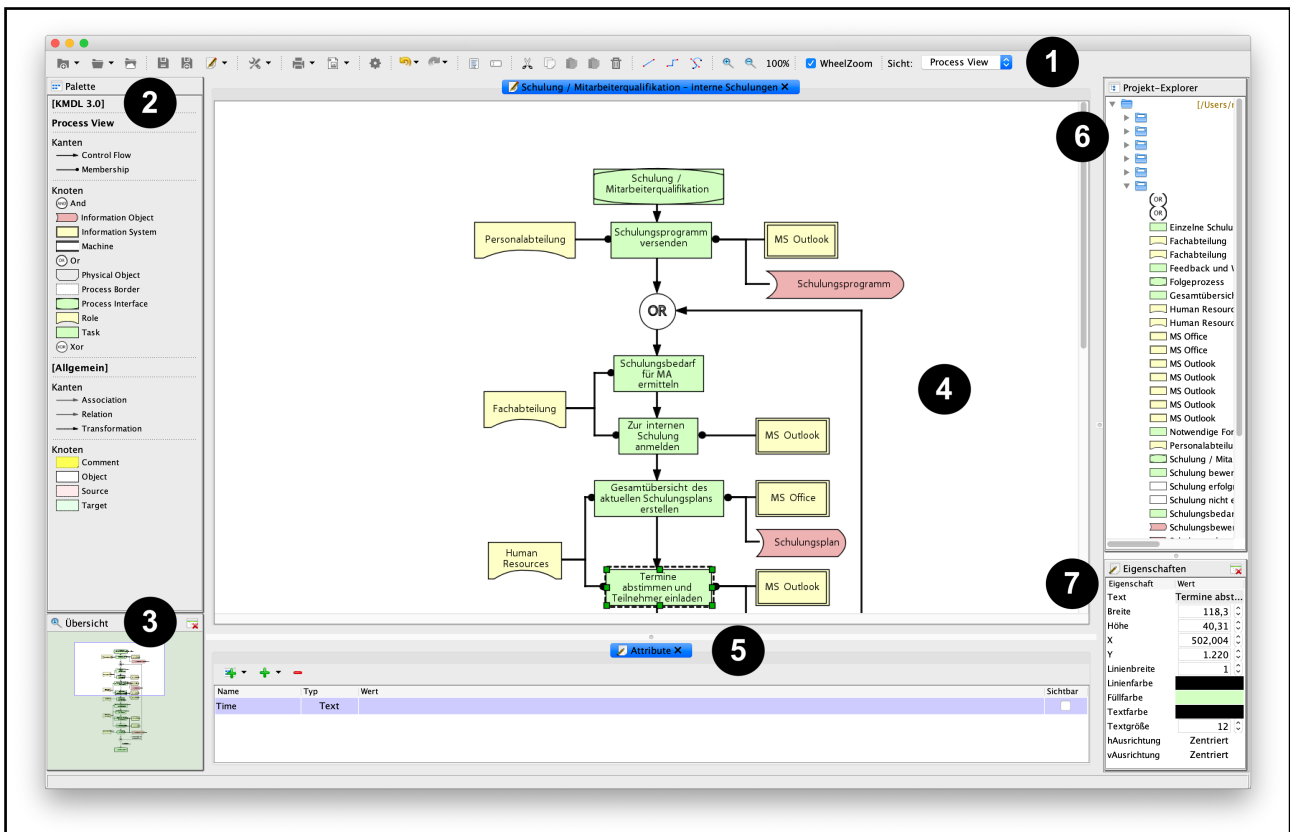 100%
WheelZoom
Sicht:
Process View
1
Palette
2
[KMDL 3.0]
Process View
Kanten
Control Flow
Membership
Knoten
AND And
Information Object
Information System
Machine
OR Or
Physical Object
Process Border
Process Interface
Role
Task
XOR Xor
[Allgemein]
Kanten
Association
Relation
Transformation
Knoten
Comment
Object
Source
Target
Übersicht
3
Schulung / Mitarbeiterqualifikation - interne Schulungen X
Schulung /
Mitarbeiterqualifikation
Personalabteilung
Schulungsprogramm
versenden
MS Outlook
Schulungsprogramm
OR
Schulungsbedarf
für MA
ermitteln
Fachabteilung
Zur internen
Schulung
anmelden
MS Outlook
Gesamtübersicht des
aktuellen Schulungsplans
erstellen
MS Office
Schulungsplan
Human
Resources
Termine
abstimmen und
Teilnehmer einladen
MS Outlook
4
Attribute X
5
Name Typ Wert Sichtbar
Time Text
Projekt-Explorer
6
[/Users/
OR
OR
Einzelne Schulu
Fachabteilung
Fachabteilung
Feedback und
Folgeprozess
Gesamtübersich
Human Resourc
Human Resourc
MS Office
MS Office
MS Outlook
MS Outlook
MS Outlook
MS Outlook
MS Outlook
Notwendige For
Personalabteilu
Schulung / Mita
Schulung bewer
Schulung erfolgr
Schulung nicht e
Schulungsbedar
Schulungsbewer
7
Eigenschaften
Eigenschaft Wert
Text Termine abst...
Breite 118,3
Höhe 40,31
X 502,004
Y 1.220
Linienbreite 1
Linienfarbe
Füllfarbe
Textfarbe
Textgröße 12
hAusrichtung Zentriert
vAusrichtung Zentriert